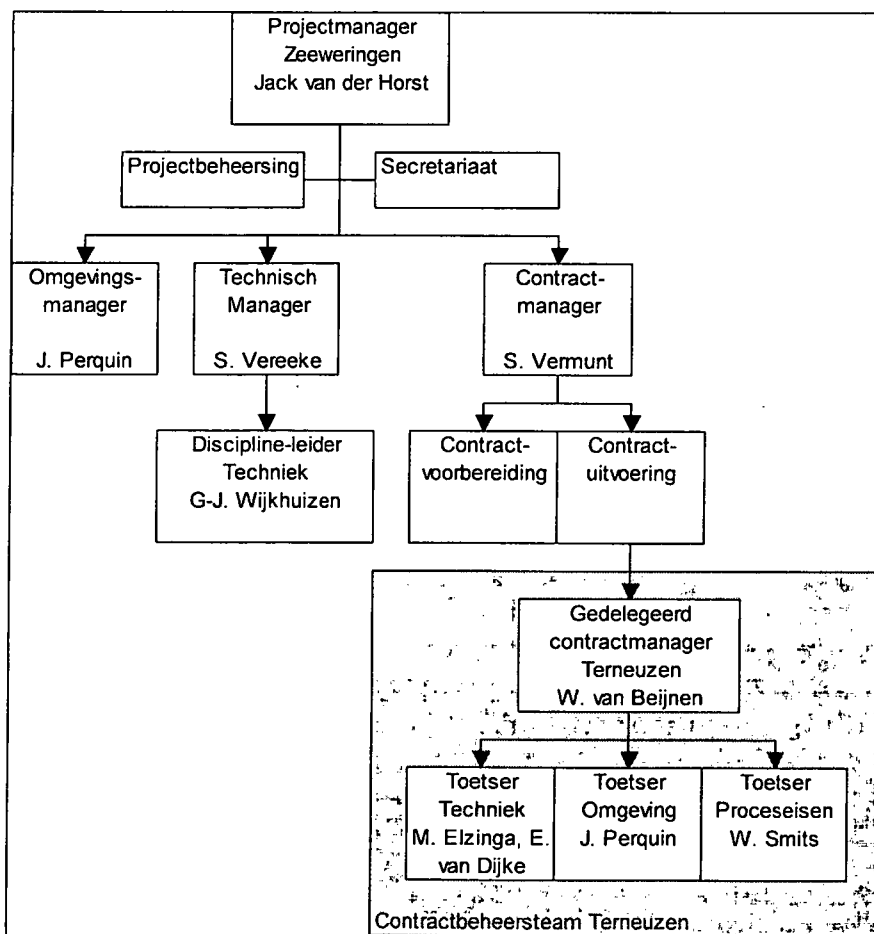 Projectmanager
Zeeweringen
Jack van der Horst
Projectbeheersing
Secretariaat
Omgevings-
manager
J. Perquin
Technisch
Manager
S. Vereeke
Contract-
manager
S. Vermunt
Discipline-leider
Techniek
G-J. Wijkhuizen
Contract-
voorbereiding
Contract-
uitvoering
Gedelegeerd
contractmanager
Terneuzen
W. van Beijnen
Toetser
Techniek
M. Elzinga, E.
van Dijke
Toetser
Omgeving
J. Perquin
Toetser
Proceseisen
W. Smits
Contractbeheersteam Terneuzen